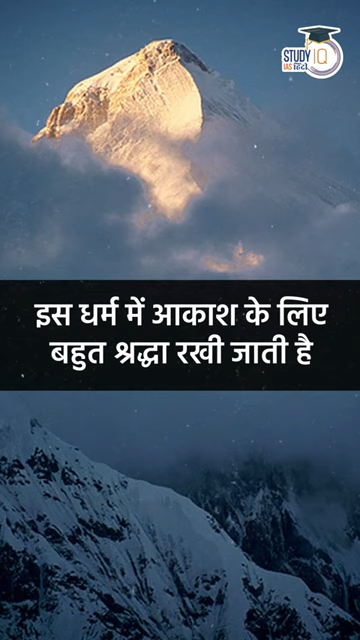 STUDY IQ
IAS हिंदी
इस धर्म में आकाश के लिए
बहुत श्रद्धा रखी जाती है